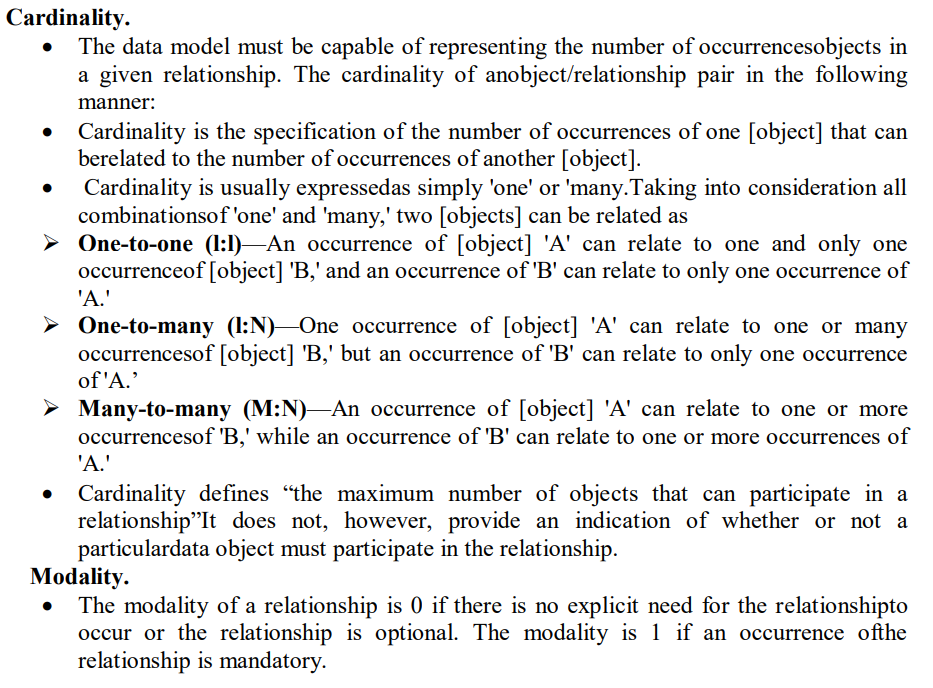 Cardinality.
• The data model must be capable of representing the number of occurrencesobjects in
a given relationship. The cardinality of anobject/relationship pair in the following
manner:
• Cardinality is the specification of the number of occurrences of one [object] that can
berelated to the number of occurrences of another [object].
• Cardinality is usually expressedas simply 'one' or 'many.Taking into consideration all
combinationsof 'one' and 'many,' two [objects] can be related as
➢ One-to-one (l:l)—An occurrence of [object] 'A' can relate to one and only one
occurrenceof [object] 'B,' and an occurrence of 'B' can relate to only one occurrence of
'A.'
➢ One-to-many (l:N)—One occurrence of [object] 'A' can relate to one or many
occurrencesof [object] 'B,' but an occurrence of 'B' can relate to only one occurrence
of 'A.’
➢ Many-to-many (M:N)—An occurrence of [object] 'A' can relate to one or more
occurrencesof 'B,' while an occurrence of 'B' can relate to one or more occurrences of
'A.'
• Cardinality defines “the maximum number of objects that can participate in a
relationship”It does not, however, provide an indication of whether or not a
particulardata object must participate in the relationship.
Modality.
• The modality of a relationship is 0 if there is no explicit need for the relationshipto
occur or the relationship is optional. The modality is 1 if an occurrence ofthe
relationship is mandatory.